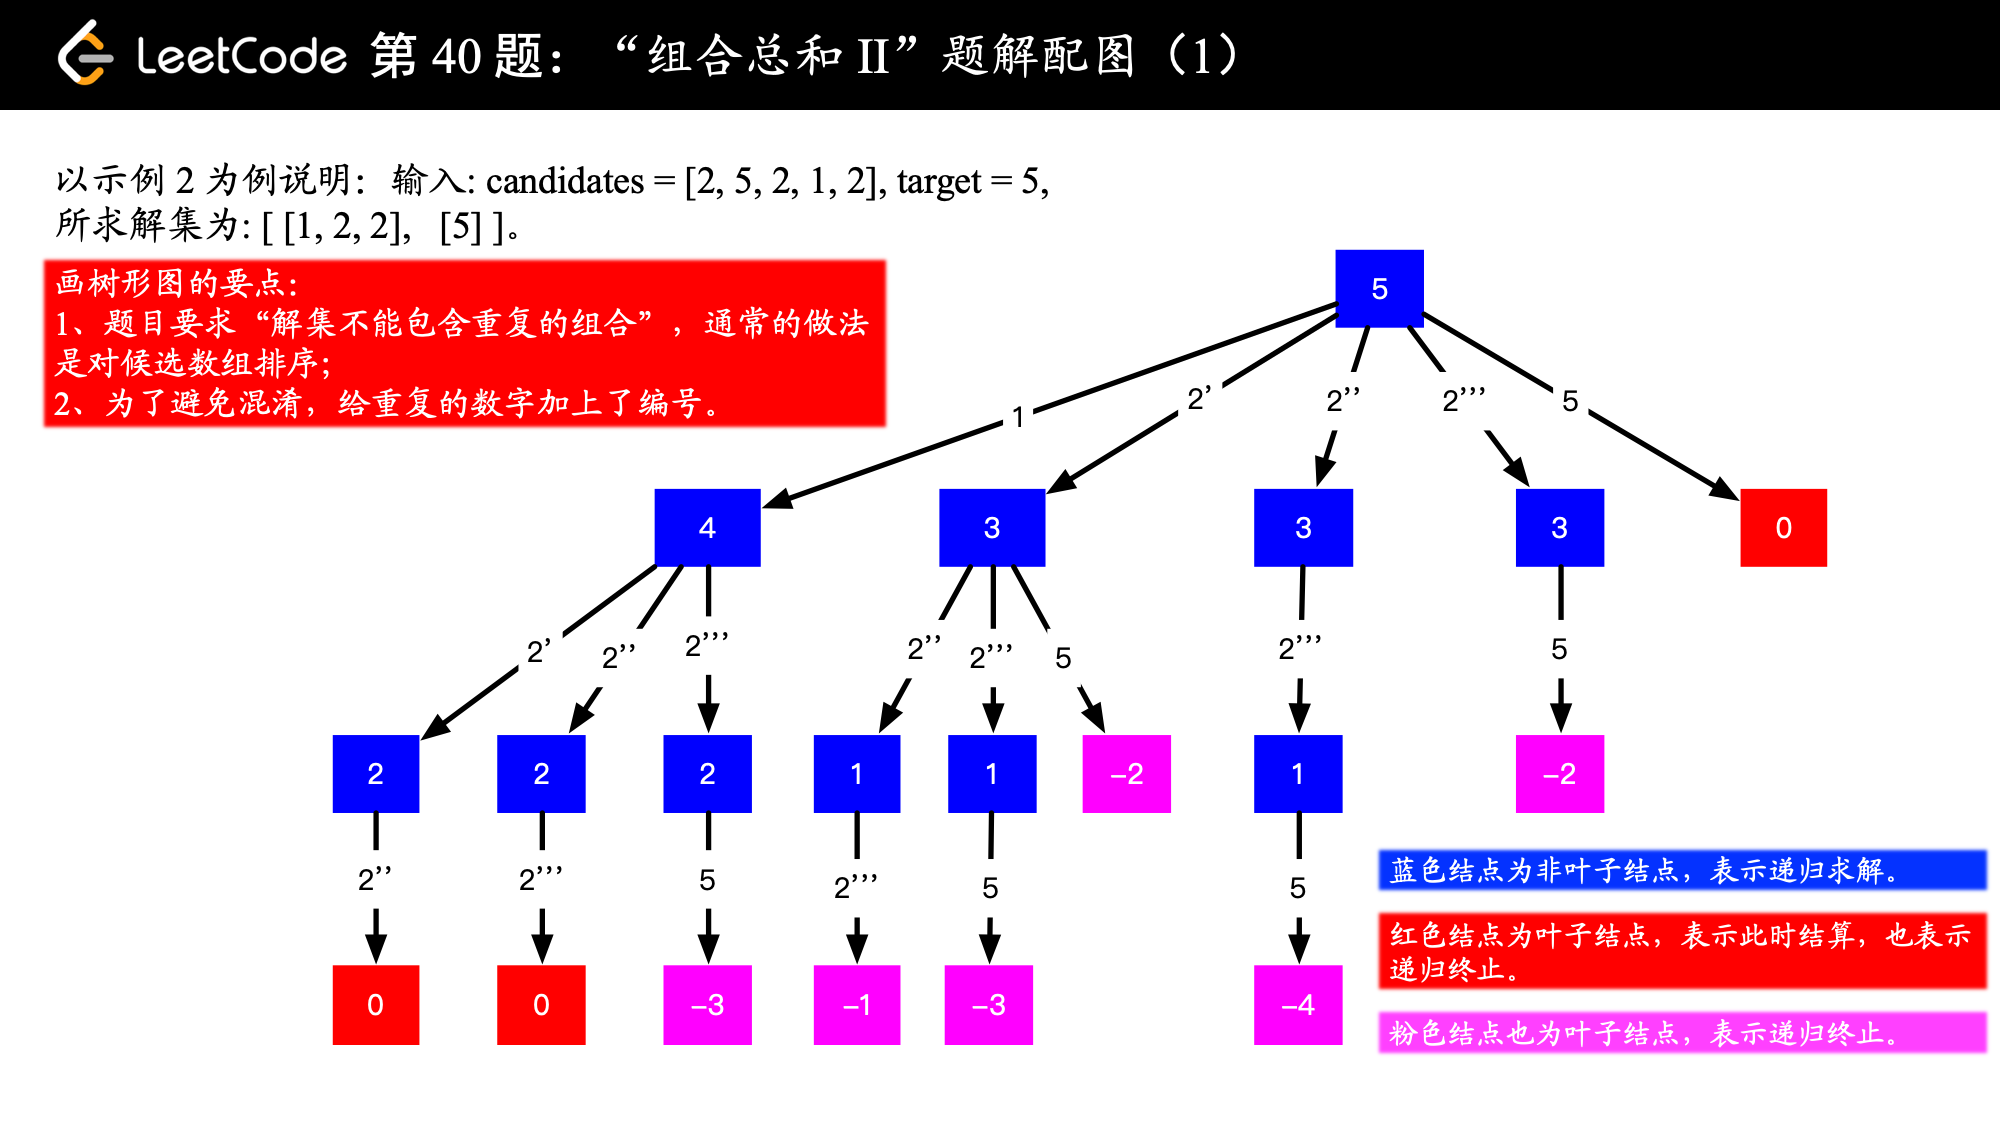 LeetCode 第 40 题：“组合总和 II”题解配图（1）
以示例 2 为例说明：输入: candidates = [2, 5, 2, 1, 2], target = 5,
所求解集为: [ [1, 2, 2], [5] ]。
画树形图的要点：
1、题目要求“解集不能包含重复的组合”，通常的做法
是对候选数组排序；
2、为了避免混淆，给重复的数字加上了编号。
5
1 2’ 2’’ 2’’’ 5
4 3 3 3 0
2’ 2’’ 2’’’ 2’’ 2’’’ 5 2’’’ 5
2 2 2 1 1 –2 1 –2
2’’ 2’’’ 5 2’’’ 5 5
0 0 –3 –1 –3 –4
蓝色结点为非叶子结点，表示递归求解。
红色结点为叶子结点，表示此时结算，也表示
递归终止。
粉色结点也为叶子结点，表示递归终止。